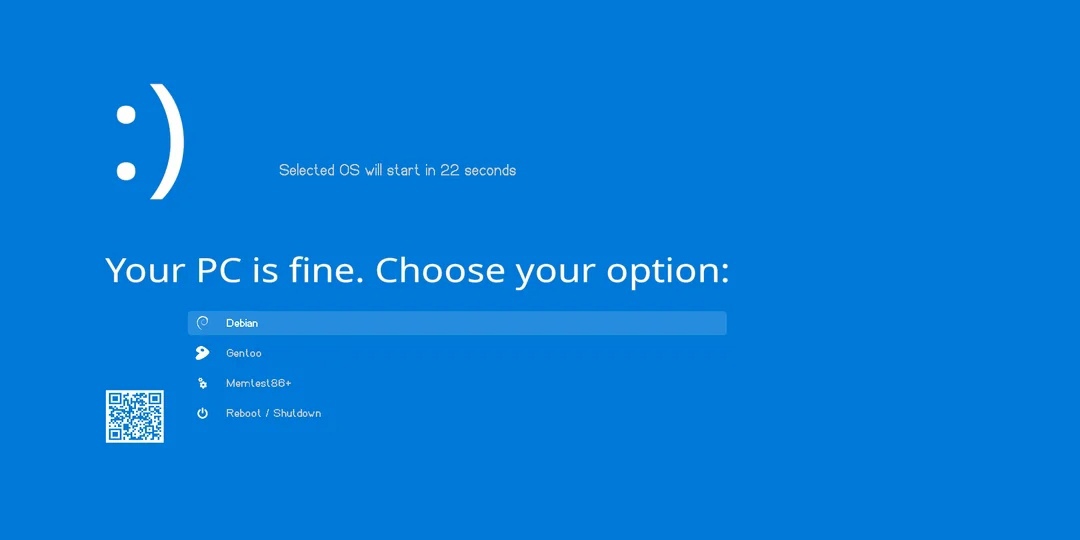 :)
Selected OS will start in 22 seconds
Your PC is fine. Choose your option:
Debian
Gentoo
Memtest86+
Reboot / Shutdown